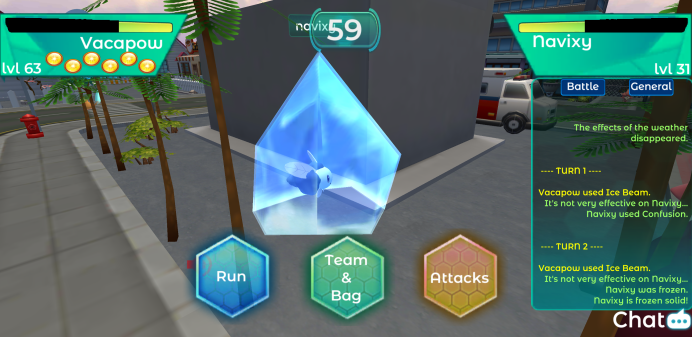 Vacapow
lvl 63
navixy
59
Navixy
lvl 31
Battle
General
The effects of the weather
disappeared.
---- TURN 1 ----
Vacapow used Ice Beam.
It's not very effective on Navixy...
Navixy used Confusion.
---- TURN 2 ----
Vacapow used Ice Beam.
It's not very effective on Navixy...
Navixy was frozen.
Navixy is frozen solid!
Run
Team
&
Bag
Attacks
Chat